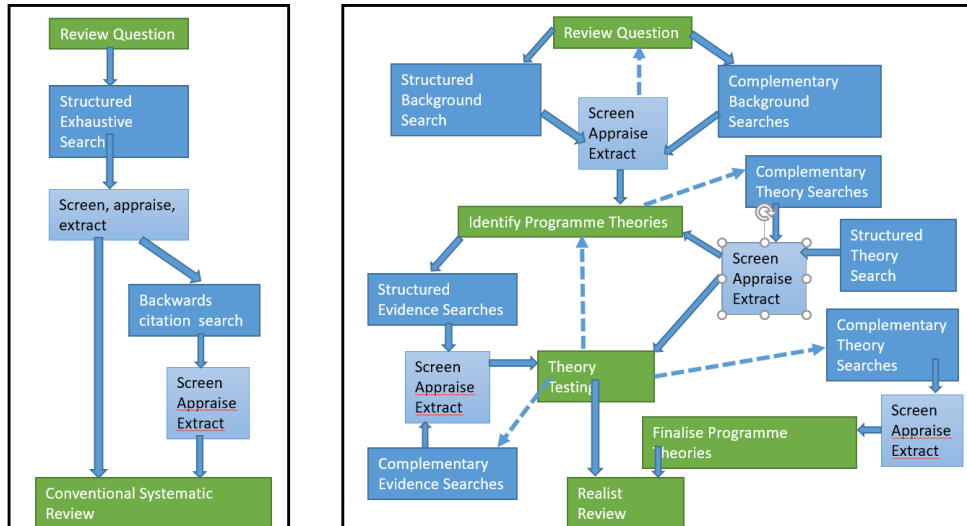 Review Question
Structured
Exhaustive
Search
Screen, appraise,
extract
Backwards
citation search
Screen
Appraise
Extract
Conventional Systematic
Review
Review Question
Structured
Background
Search
Complementary
Background
Searches
Screen
Appraise
Extract
Complementary
Theory Searches
Identify Programme Theories
Structured
Theory
Search
Screen
Appraise
Extract
Structured
Evidence Searches
Complementary
Theory
Searches
Screen
Appraise
Extract
Theory
Testing
Screen
Appraise
Extract
Finalise Programme
Theories
Complementary
Evidence Searches
Realist
Review